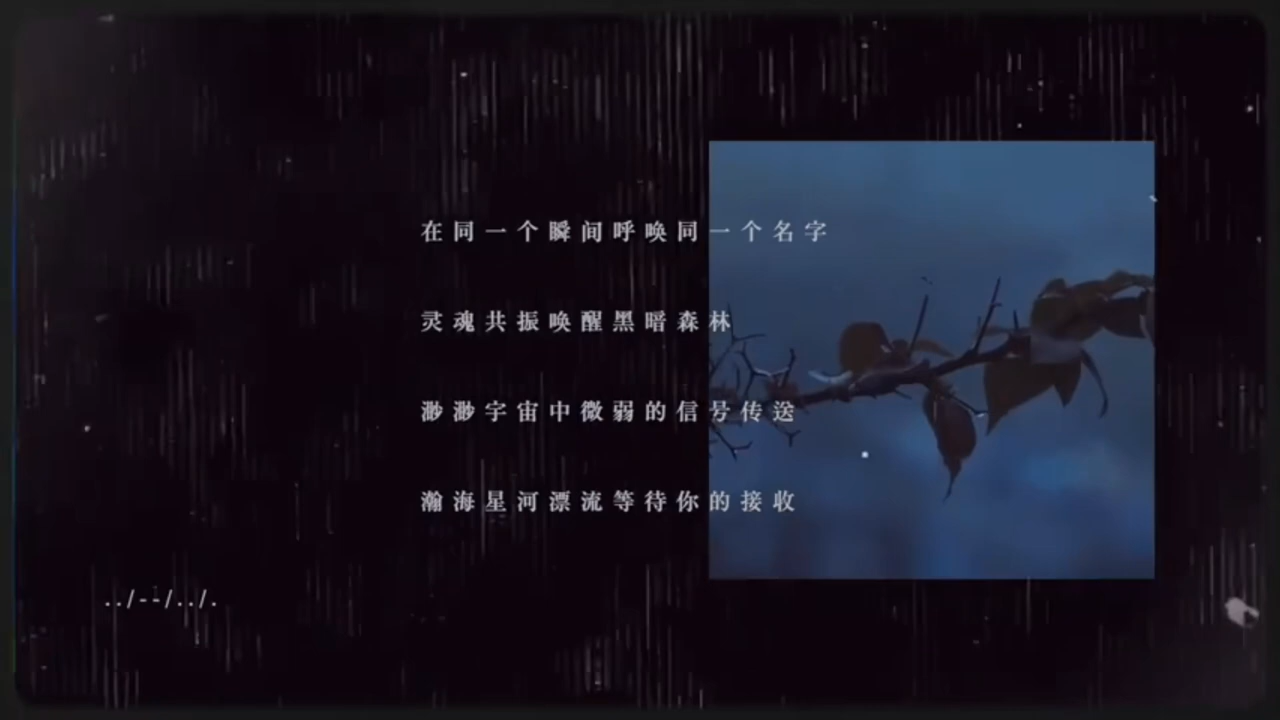 在同一个瞬间呼唤同一个名字
灵魂共振唤醒黑暗森林
渺渺宇宙中微弱的信号传送
瀚海星河漂流等待你的接收
../--/../.